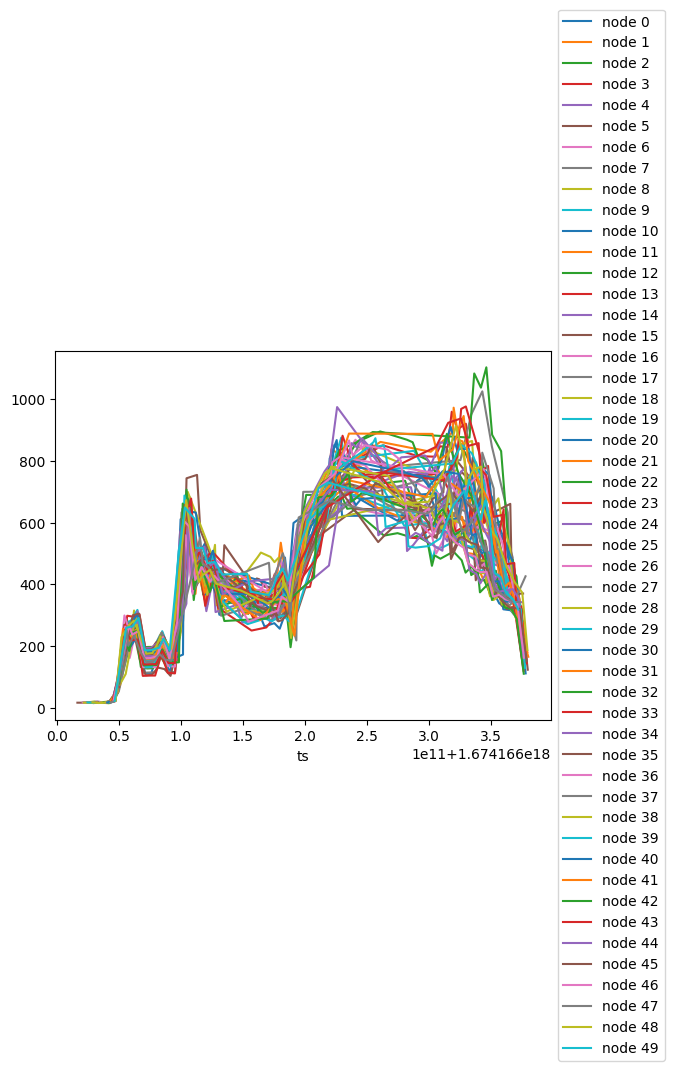 1000
800
600
400
200
0
0.0 0.5 1.0 1.5 2.0 2.5 3.0 3.5
1e11+1.674166e18
ts
node 0
node 1
node 2
node 3
node 4
node 5
node 6
node 7
node 8
node 9
node 10
node 11
node 12
node 13
node 14
node 15
node 16
node 17
node 18
node 19
node 20
node 21
node 22
node 23
node 24
node 25
node 26
node 27
node 28
node 29
node 30
node 31
node 32
node 33
node 34
node 35
node 36
node 37
node 38
node 39
node 40
node 41
node 42
node 43
node 44
node 45
node 46
node 47
node 48
node 49